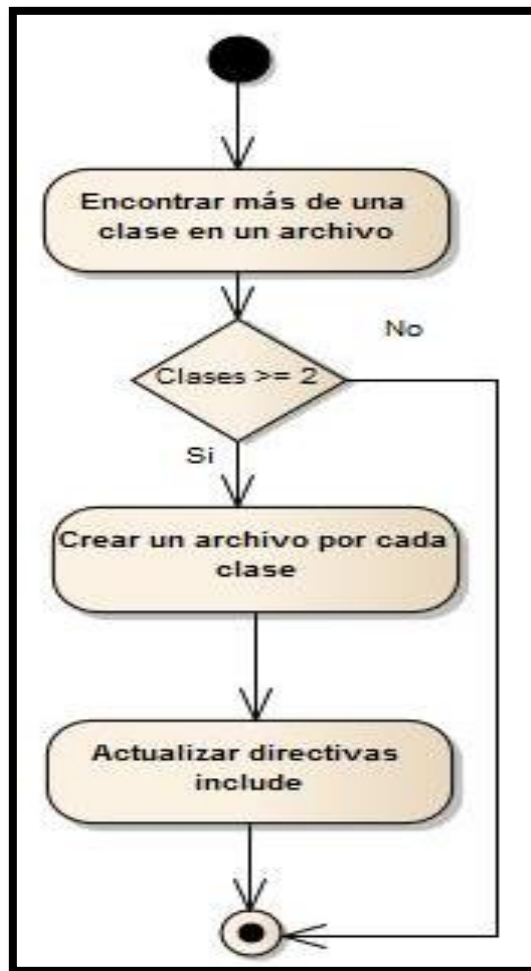 Encontrar más de una
clase en un archivo
No
Clases >= 2
Si
Crear un archivo por cada
clase
Actualizar directivas
include